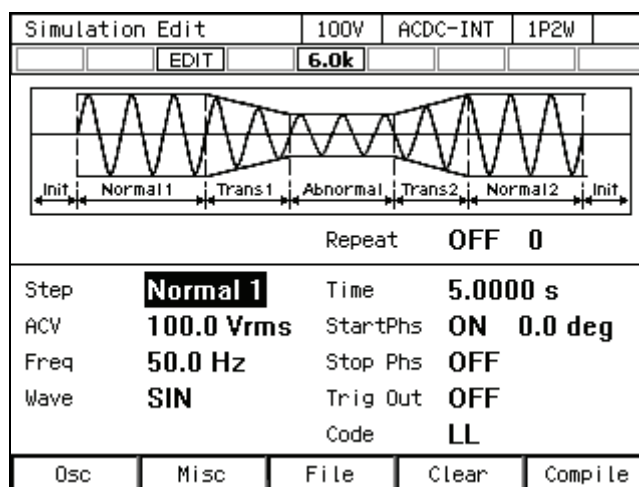 Simulation Edit 100V ACDC-INT 1P2W
EDIT 6.0k
Init Normal1 Trans1 Abnormal Trans2 Normal2 Init
Repeat OFF 0
Step Normal 1 Time 5.0000 s
ACV 100.0 Vrms StartPhs ON 0.0 deg
Freq 50.0 Hz Stop Phs OFF
Wave SIN Trig Out OFF
Code LL
Osc Misc File Clear Compile